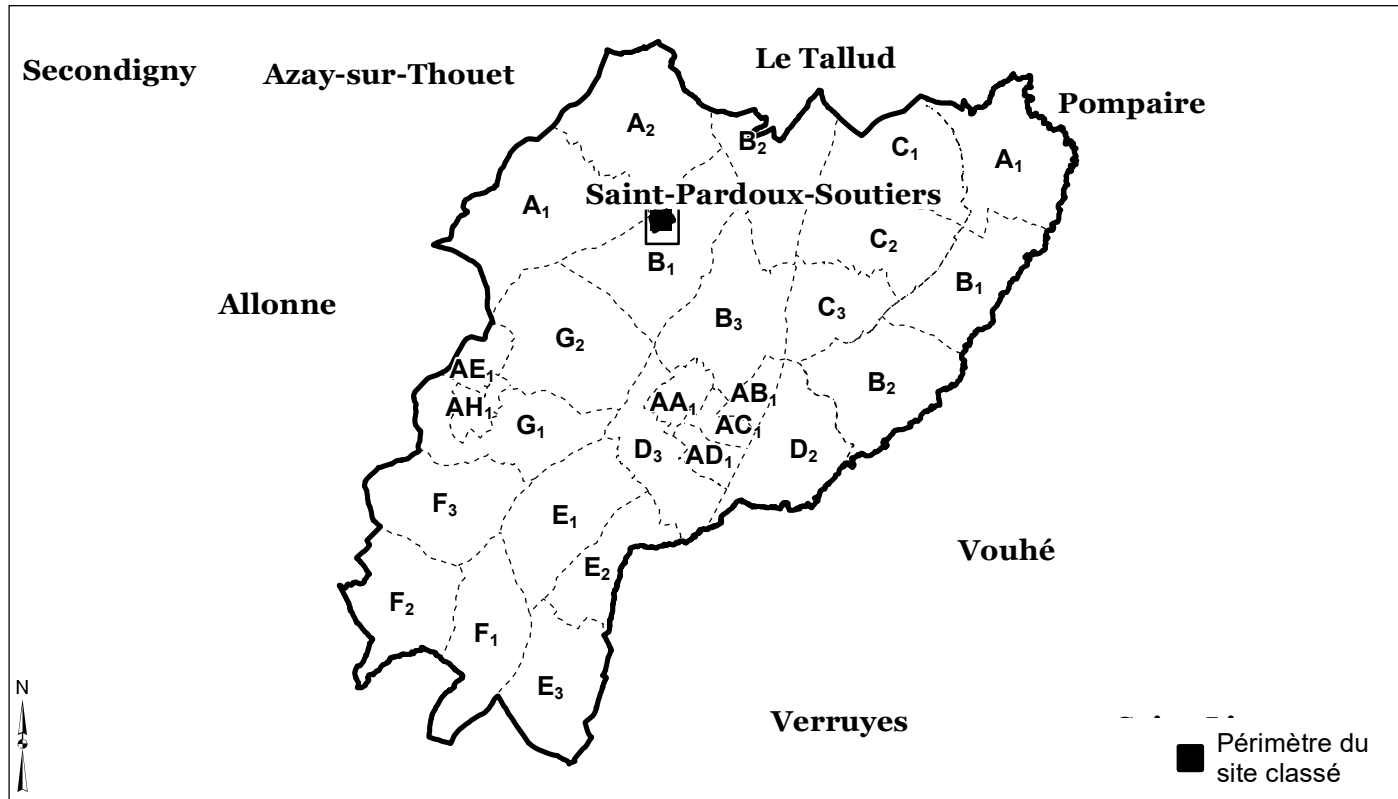 Secondigny
Azay-sur-Thouet
Le Tallud
Pompaire
A2
B2
C1
A1
Saint-Pardoux-Soutiers
A1
C2
B1
B1
Allonne
C3
B3
G2
AE1
B2
AB1
AA1
AH1
AC1
G1
D3
AD1
D2
F3
E1
Vouhé
E2
F2
F1
E3
N
Verruyes
Périmètre du
site classé